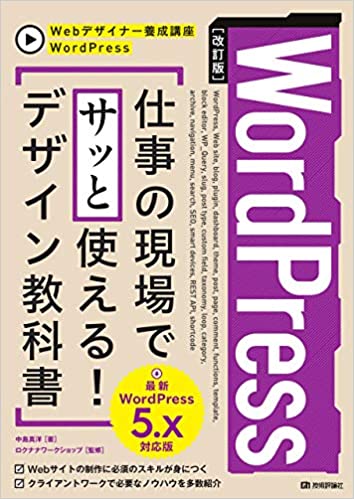 Webデザイナー養成講座
WordPress
[改訂版]
WordPress
WordPress, Web site, blog, plugin, dashboard, theme, post, page, comment, functions, template,
block editor, WP_Query, slug, post type, custom field, taxonomy, loop, category,
archive, navigation, menu, search, SEO, smart devices, REST API, shortcode
仕事の現場で
サッと使える!
デザイン教科書
最新
WordPress
5.x
対応版
中島真洋[著]
ロクナナワークショップ[監修]
Webサイトの制作に必須のスキルが身につく
クライアントワークで必要なノウハウを多数紹介
技術評論社